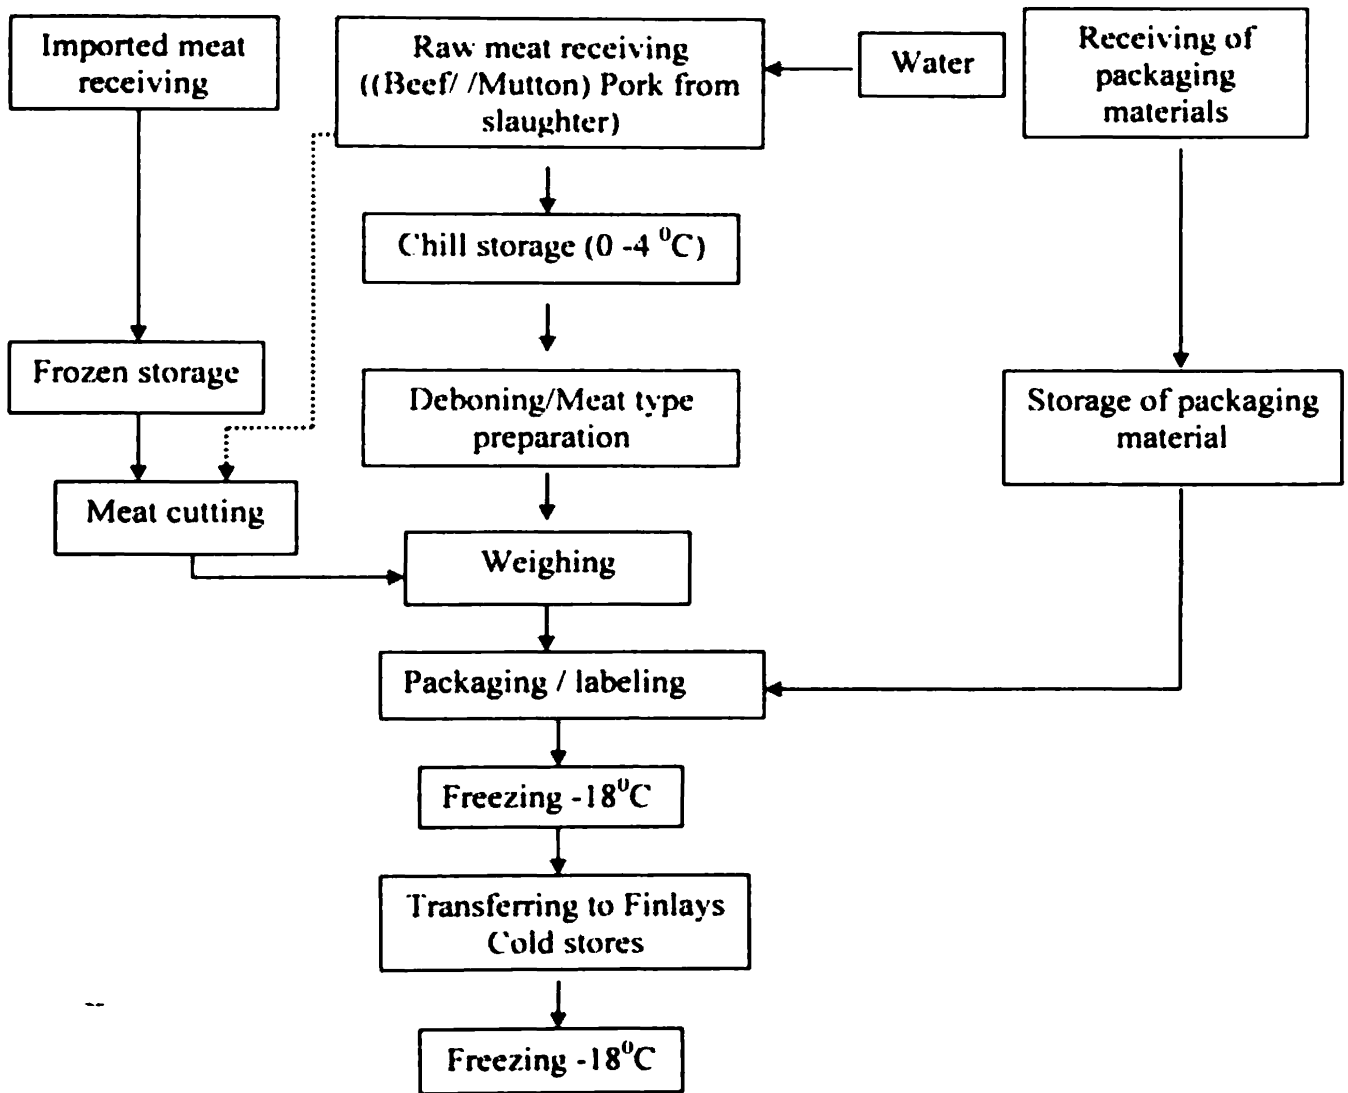 Imported meat
receiving
Raw meat receiving
((Beef/ /Mutton) Pork from
slaughter)
Water
Receiving of
packaging
materials
Chill storage (0 -4 ⁰C)
Frozen storage
Deboning/Meat type
preparation
Storage of packaging
material
Meat cutting
Weighing
Packaging / labeling
Freezing -18⁰C
Transferring to Finlays
Cold stores
Freezing -18⁰C